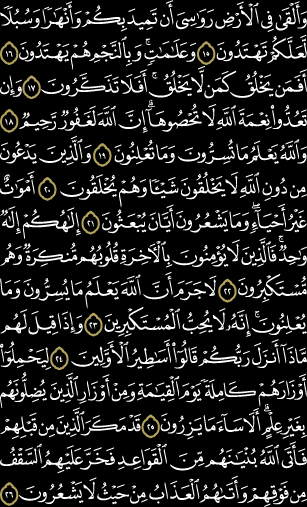 وَأَلْقَىٰ فِي ٱلْأَرْضِ رَوَٰسِيَ أَن تَمِيدَ بِكُمْ وَأَنْهَٰرًا وَسُبُلًا
لَّعَلَّكُمْ تَهْتَدُونَ ١٥ وَعَلَٰمَٰتٍۚ وَبِٱلنَّجْمِ هُمْ يَهْتَدُونَ ١٦
أَفَمَن يَخْلُقُ كَمَن لَّا يَخْلُقُۗ أَفَلَا تَذَكَّرُونَ ١٧ وَإِن
تَعُدُّوا۟ نِعْمَةَ ٱللَّهِ لَا تُحْصُوهَآۗ إِنَّ ٱللَّهَ لَغَفُورٌ رَّحِيمٌ ١٨
وَٱللَّهُ يَعْلَمُ مَا تُسِرُّونَ وَمَا تُعْلِنُونَ ١٩ وَٱلَّذِينَ يَدْعُونَ
مِن دُونِ ٱللَّهِ لَا يَخْلُقُونَ شَيْـًٔا وَهُمْ يُخْلَقُونَ ٢٠ أَمْوَٰتٌ
غَيْرُ أَحْيَآءٍۖ وَمَا يَشْعُرُونَ أَيَّانَ يُبْعَثُونَ ٢١ إِلَٰهُكُمْ إِلَٰهٌ
وَٰحِدٌۚ فَٱلَّذِينَ لَا يُؤْمِنُونَ بِٱلْءَاخِرَةِ قُلُوبُهُم مُّنكِرَةٌ وَهُم
مُّسْتَكْبِرُونَ ٢٢ لَا جَرَمَ أَنَّ ٱللَّهَ يَعْلَمُ مَا يُسِرُّونَ وَمَا
يُعْلِنُونَۚ إِنَّهُۥ لَا يُحِبُّ ٱلْمُسْتَكْبِرِينَ ٢٣ وَإِذَا قِيلَ لَهُم
مَّاذَآ أَنزَلَ رَبُّكُمْ قَالُوٓا۟ أَسَٰطِيرُ ٱلْأَوَّلِينَ ٢٤ لِيَحْمِلُوٓا۟
أَوْزَارَهُمْ كَامِلَةً يَوْمَ ٱلْقِيَٰمَةِ وَمِنْ أَوْزَارِ ٱلَّذِينَ يُضِلُّونَهُم
بِغَيْرِ عِلْمٍۗ أَلَا سَآءَ مَا يَزِرُونَ ٢٥ قَدْ مَكَرَ ٱلَّذِينَ مِن قَبْلِهِمْ
فَأَتَى ٱللَّهُ بُنْيَٰنَهُم مِّنَ ٱلْقَوَاعِدِ فَخَرَّ عَلَيْهِمُ ٱلسَّقْفُ
مِن فَوْقِهِمْ وَأَتَىٰهُمُ ٱلْعَذَابُ مِنْ حَيْثُ لَا يَشْعُرُونَ ٢٦